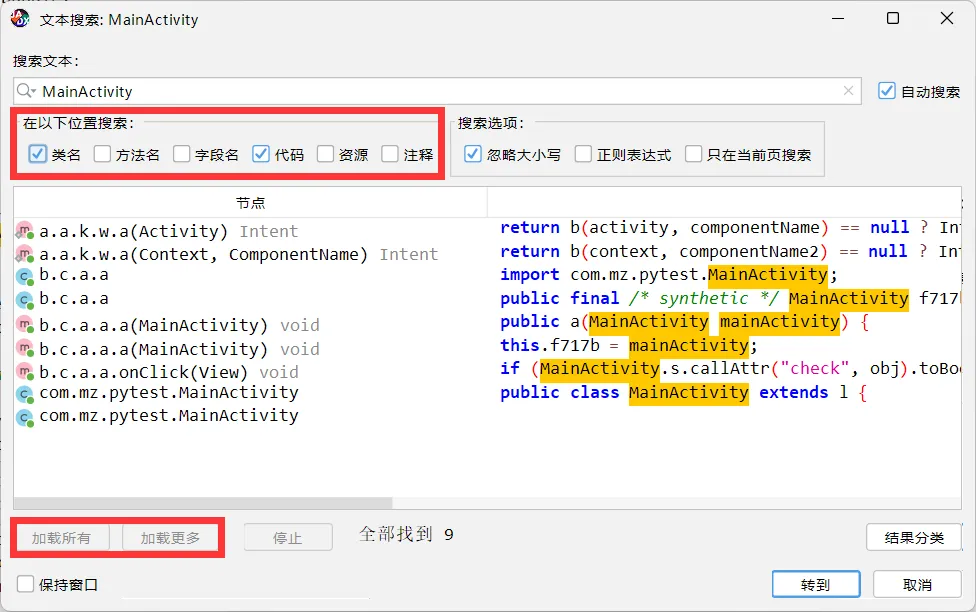 文本搜索: MainActivity
搜索文本:
MainActivity
自动搜索
在以下位置搜索:
类名 方法名 字段名 代码 资源 注释
搜索选项:
忽略大小写 正则表达式 只在当前页搜索
节点
a.a.k.w.a(Activity) Intent return b(activity, componentName) == null ? Int
a.a.k.w.a(Context, ComponentName) Intent return b(context, componentName2) == null ? Int
b.c.a.a import com.mz.pytest.MainActivity;
b.c.a.a public final /* synthetic */ MainActivity f717b
b.c.a.a.a(MainActivity) void public a(MainActivity mainActivity) {
b.c.a.a.a(MainActivity) void this.f717b = mainActivity;
b.c.a.a.onClick(View) void if (MainActivity.s.callAttr("check", obj).toBoo
com.mz.pytest.MainActivity public class MainActivity extends l {
com.mz.pytest.MainActivity
加载所有 加载更多 停止 全部找到 9 结果分类
保持窗口 转到 取消